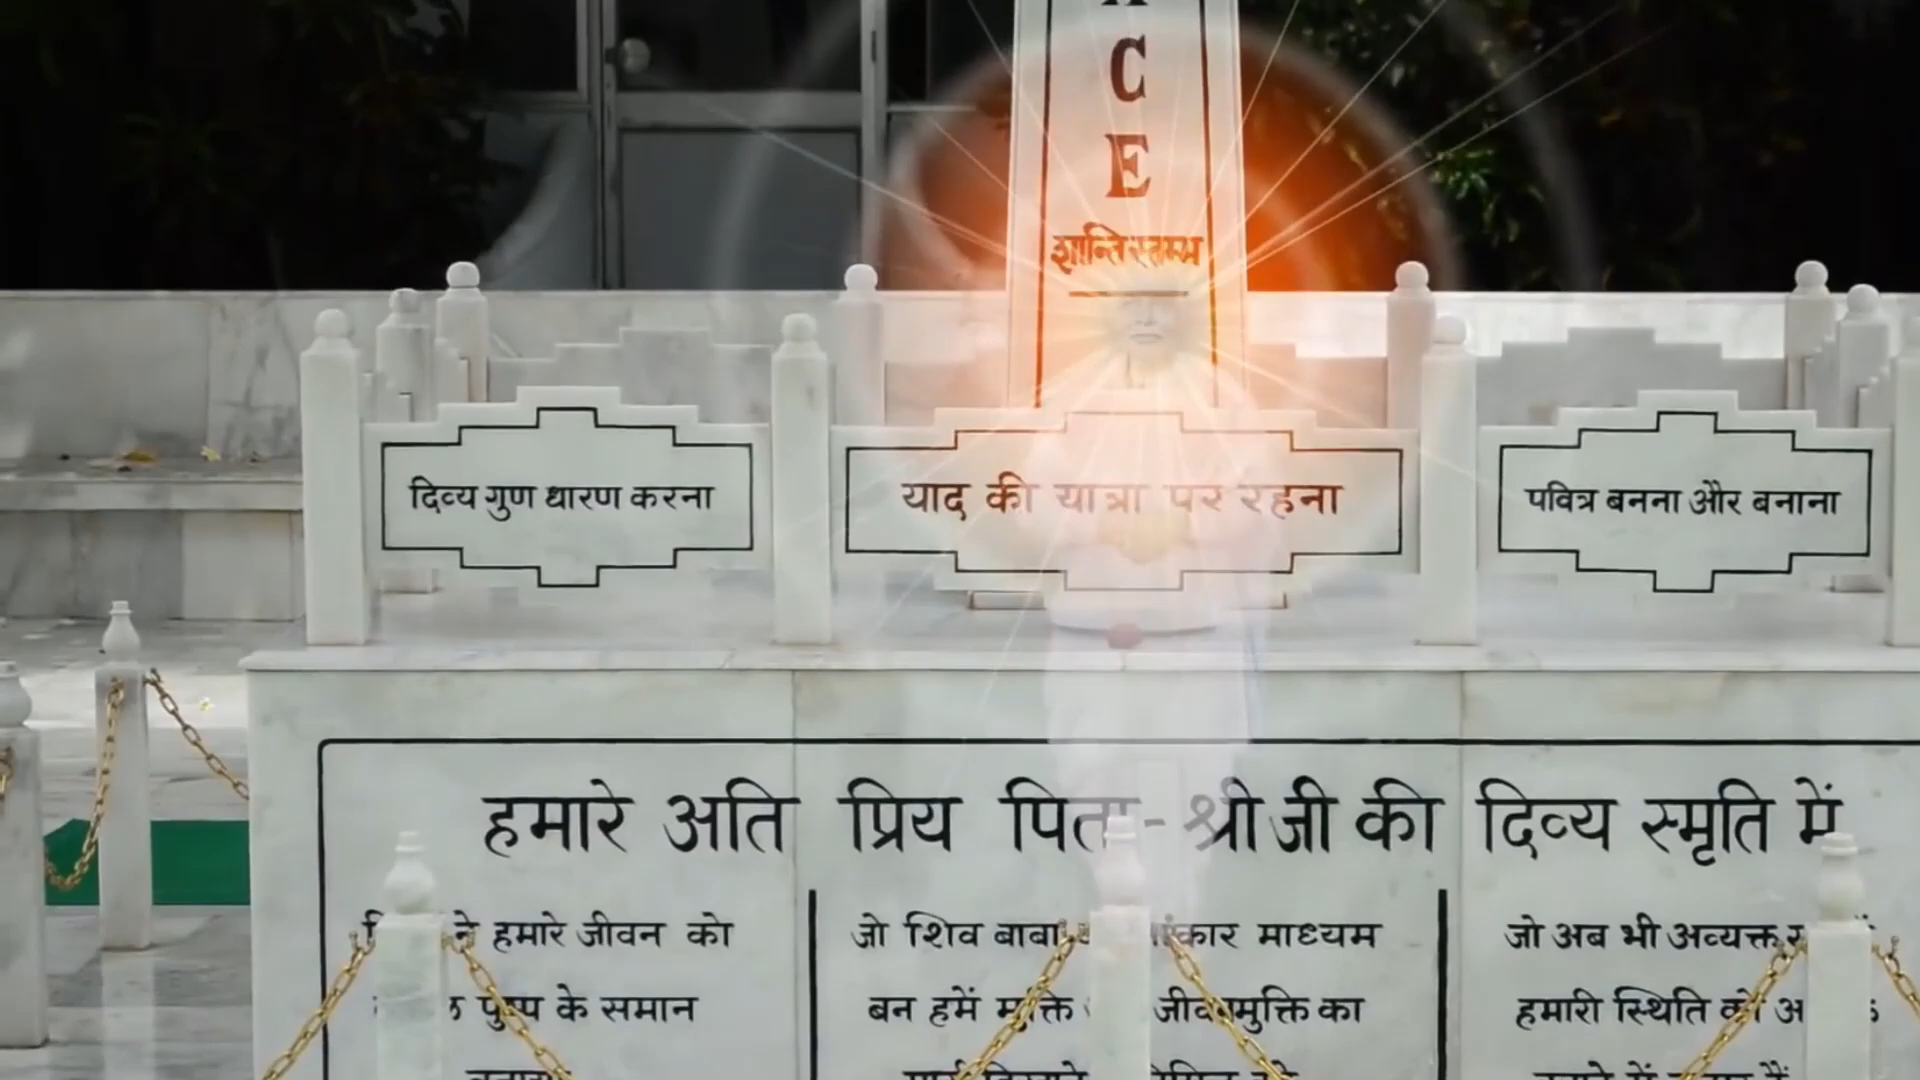 C
E
शान्ति स्तम्भ
दिव्य गुण धारण करना
याद की यात्रा पर रहना
पवित्र बनना और बनाना
हमारे अति प्रिय पिता-श्री जी की दिव्य स्मृति में
हमारे जीवन को
पुष्प के समान
जो शिव बाबा माध्यम
बन हमें मुक्ति जीवनमुक्ति का
जो अब भी अव्यक्त
हमारी स्थिति को